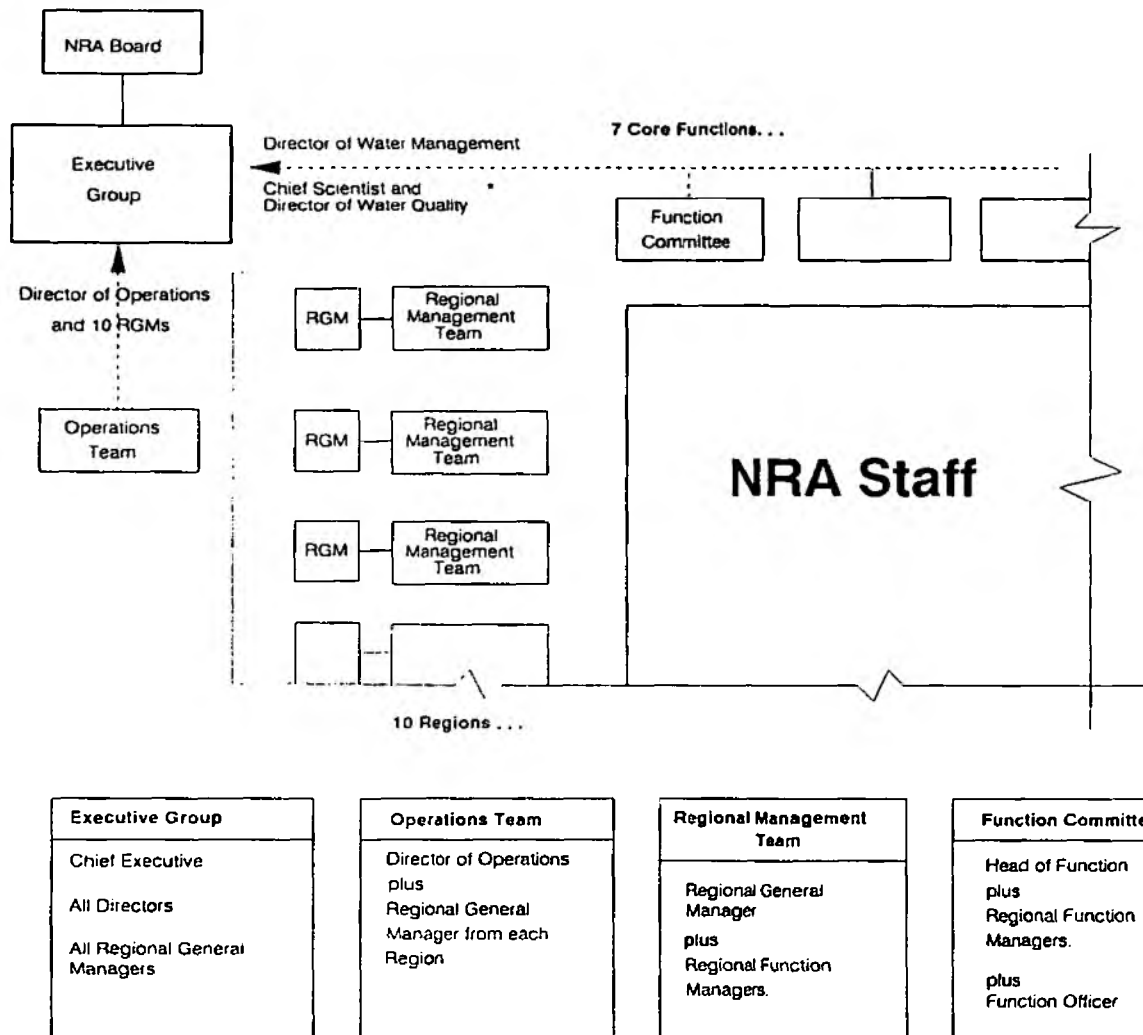 NRA Board
Executive
Group
Director of Water Management
Chief Scientist and
Director of Water Quality
7 Core Functions. . .
Function
Committee
Director of Operations
and 10 RGMs
Operations
Team
RGM
Regional
Management
Team
RGM
Regional
Management
Team
RGM
Regional
Management
Team
NRA Staff
10 Regions . . .
Executive Group
Chief Executive
All Directors
All Regional General
Managers
Operations Team
Director of Operations
plus
Regional General
Manager from each
Region
Regional Management
Team
Regional General
Manager
plus
Regional Function
Managers.
Function Committe
Head of Function
plus
Regional Function
Managers.
plus
Function Officer